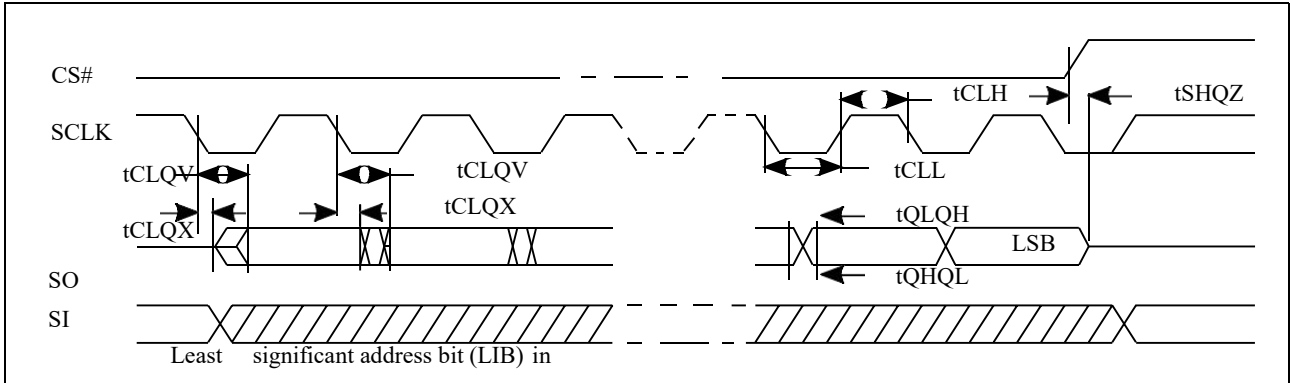 CS#
tCLH
tSHQZ
SCLK
tCLQV
tCLQV
tCLL
tCLQX
tCLQX
tQLQH
LSB
SO
tQHQL
SI
Least significant address bit (LIB) in